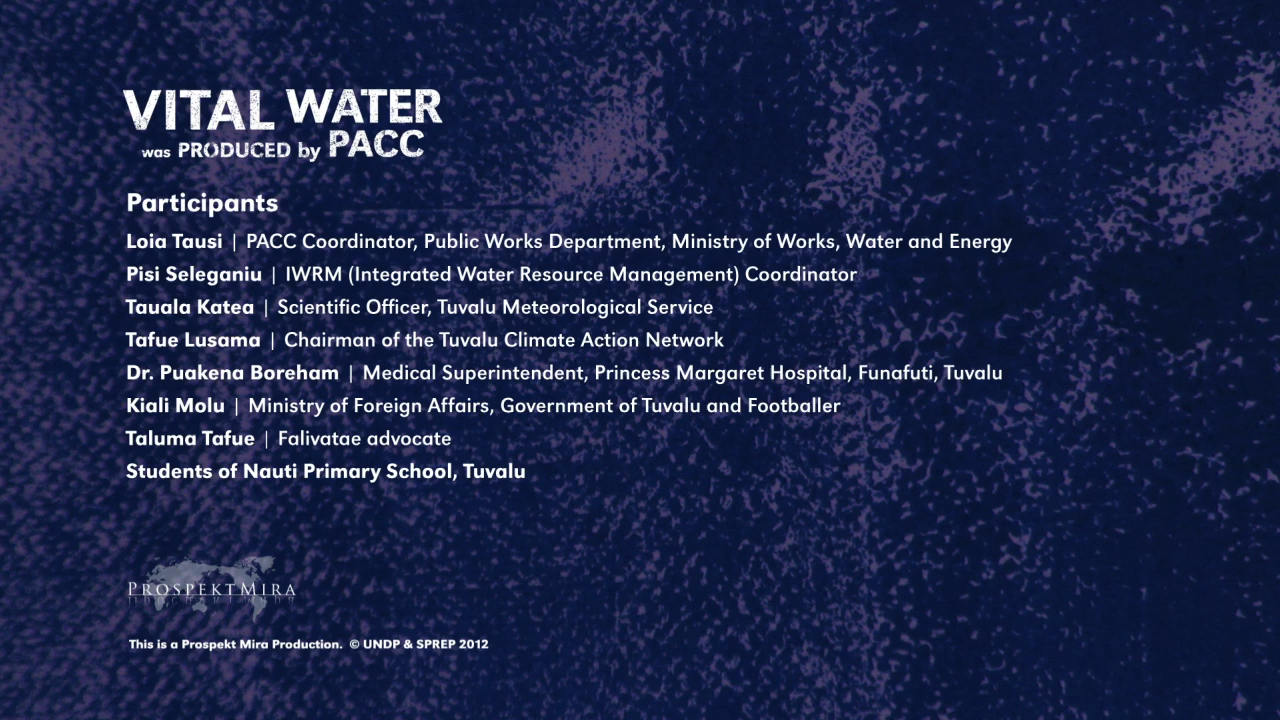 VITAL WATER
was PRODUCED by PACC
Participants
Loia Tausi | PACC Coordinator, Public Works Department, Ministry of Works, Water and Energy
Pisi Seleganiu | IWRM (Integrated Water Resource Management) Coordinator
Tauala Katea | Scientific Officer, Tuvalu Meteorological Service
Tafue Lusama | Chairman of the Tuvalu Climate Action Network
Dr. Puakena Boreham | Medical Superintendent, Princess Margaret Hospital, Funafuti, Tuvalu
Kiali Molu | Ministry of Foreign Affairs, Government of Tuvalu and Footballer
Taluma Tafue | Falivatae advocate
Students of Nauti Primary School, Tuvalu
PROSPEKTMIRA
This is a Prospekt Mira Production. © UNDP & SPREP 2012